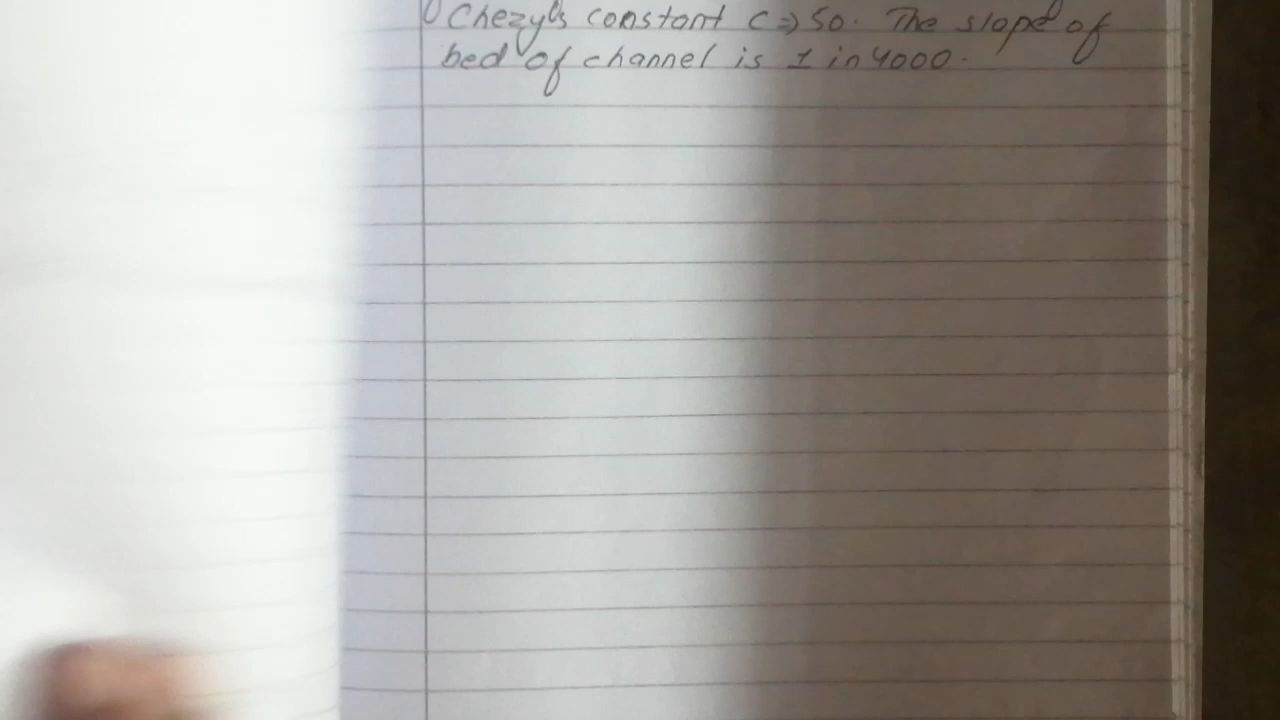 Chezy's constant C => 50. The slope of
bed of channel is 1 in 4000.